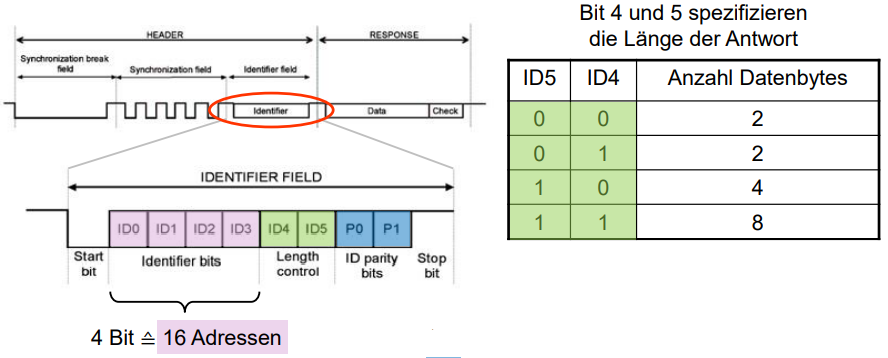 HEADER
RESPONSE
Synchronization break
field
Synchronization field
Identifier field
Identifier
Data
Check
IDENTIFIER FIELD
ID0 ID1 ID2 ID3 ID4 ID5 P0 P1
Start
bit
Identifier bits
Length
control
ID parity
bits
Stop
bit
4 Bit ≙ 16 Adressen
Bit 4 und 5 spezifizieren
die Länge der Antwort
ID5 ID4 Anzahl Datenbytes
0 0 2
0 1 2
1 0 4
1 1 8